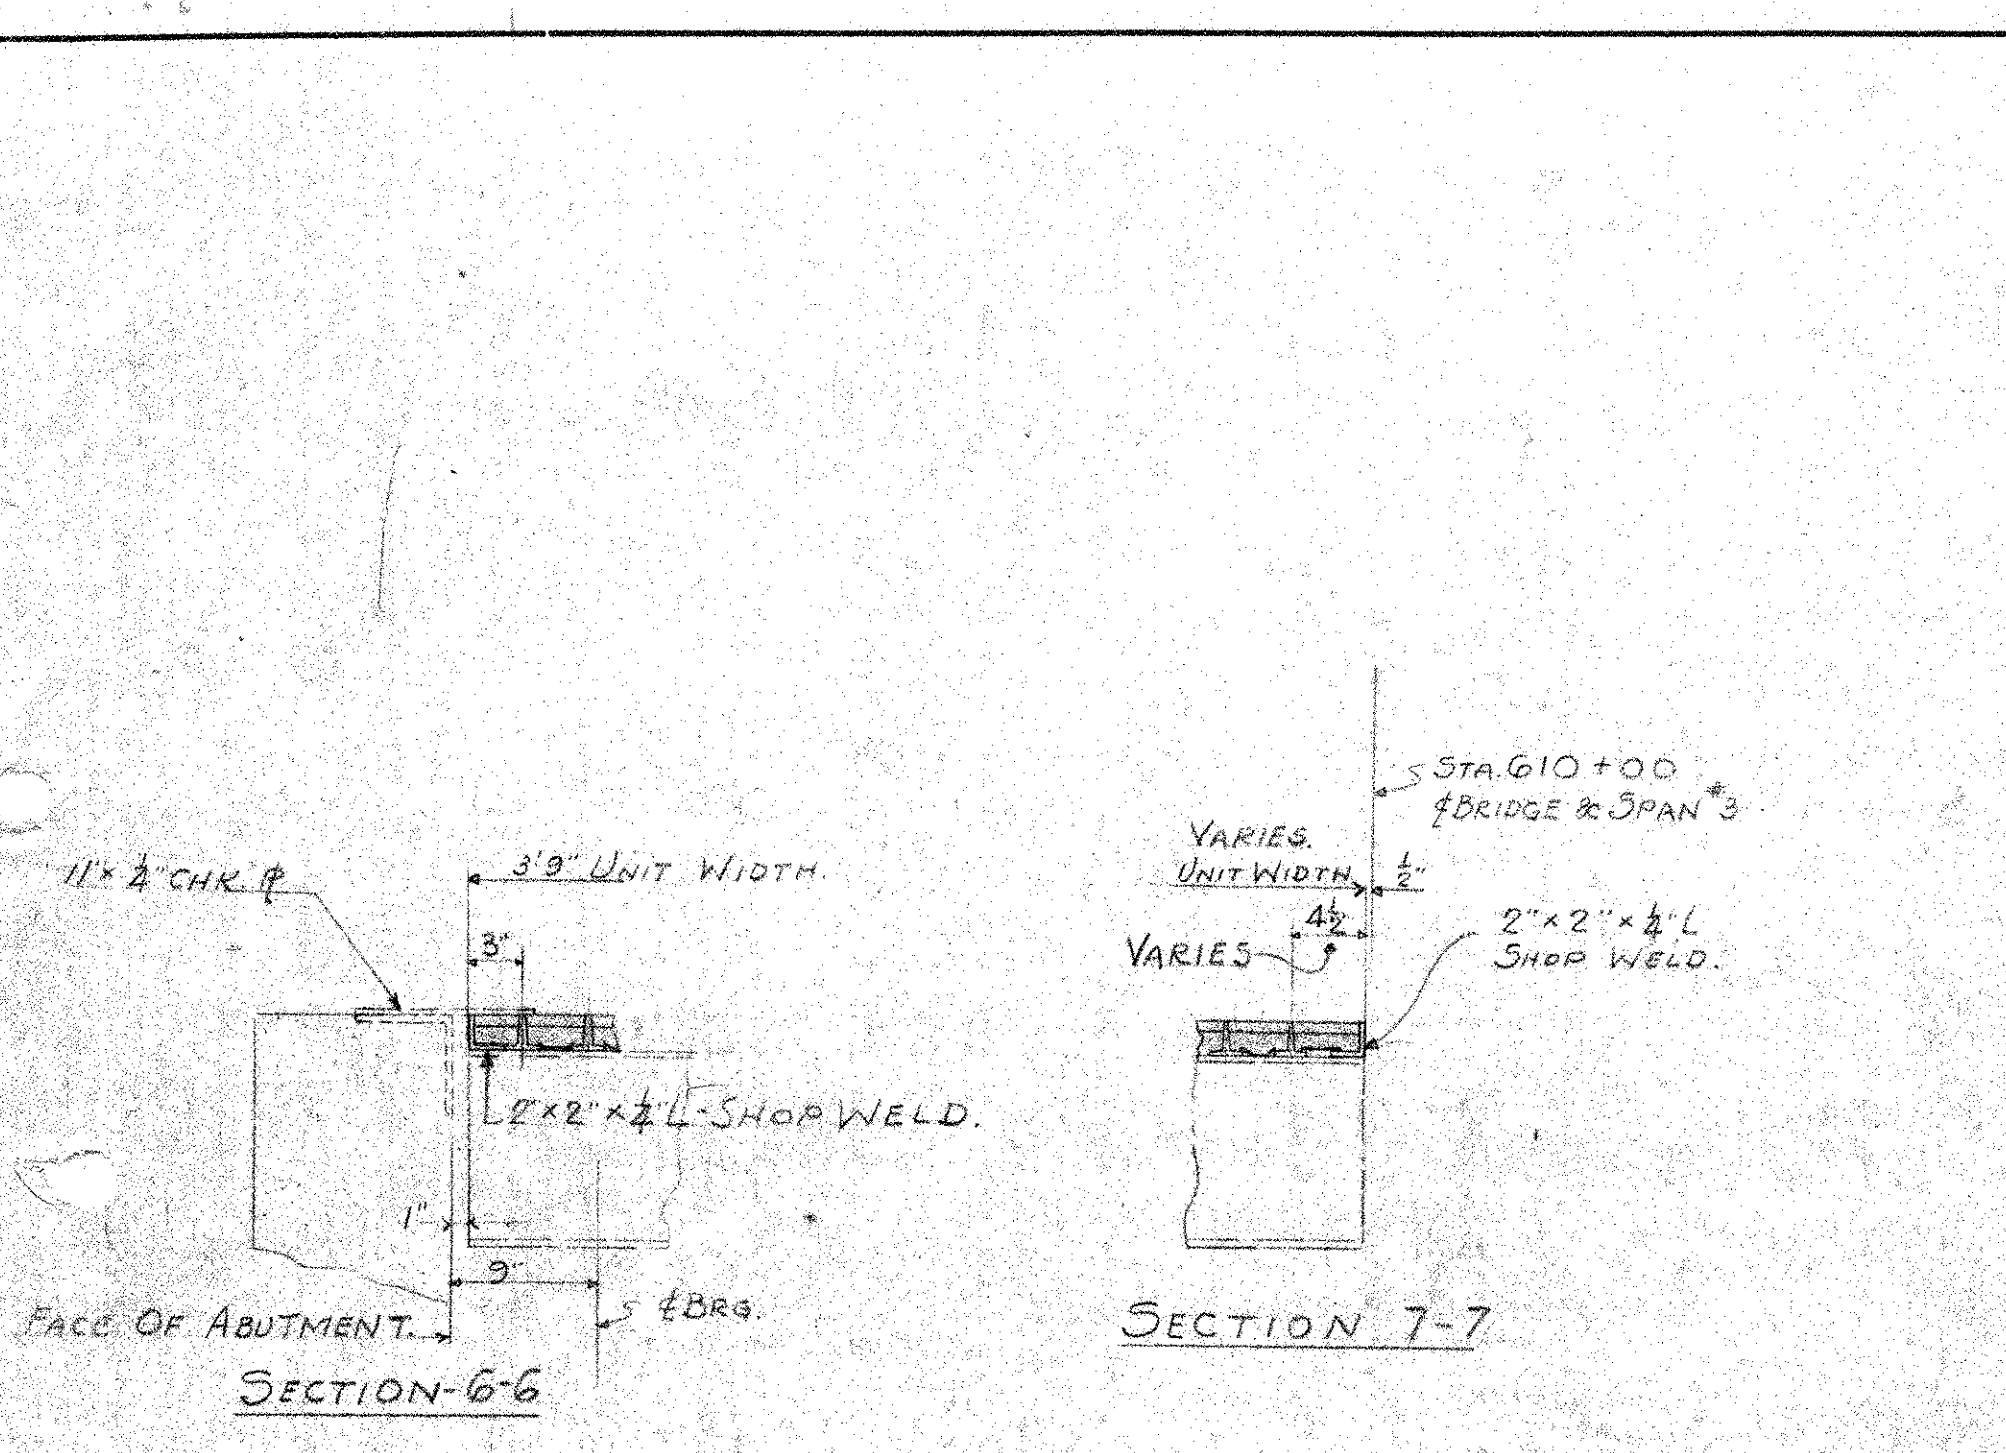 11"× 1/4" CHK. ⅊
3'9" UNIT WIDTH.
3"
2"×2"×1/4" L-SHOP WELD.
1"
9"
FACE OF ABUTMENT.
℄ BRG.
SECTION-6-6
STA. 610+00
℄ BRIDGE & SPAN #3
VARIES.
UNIT WIDTH
1/2"
4 1/2
VARIES
2"×2"×1/4" L
SHOP WELD.
SECTION 7-7